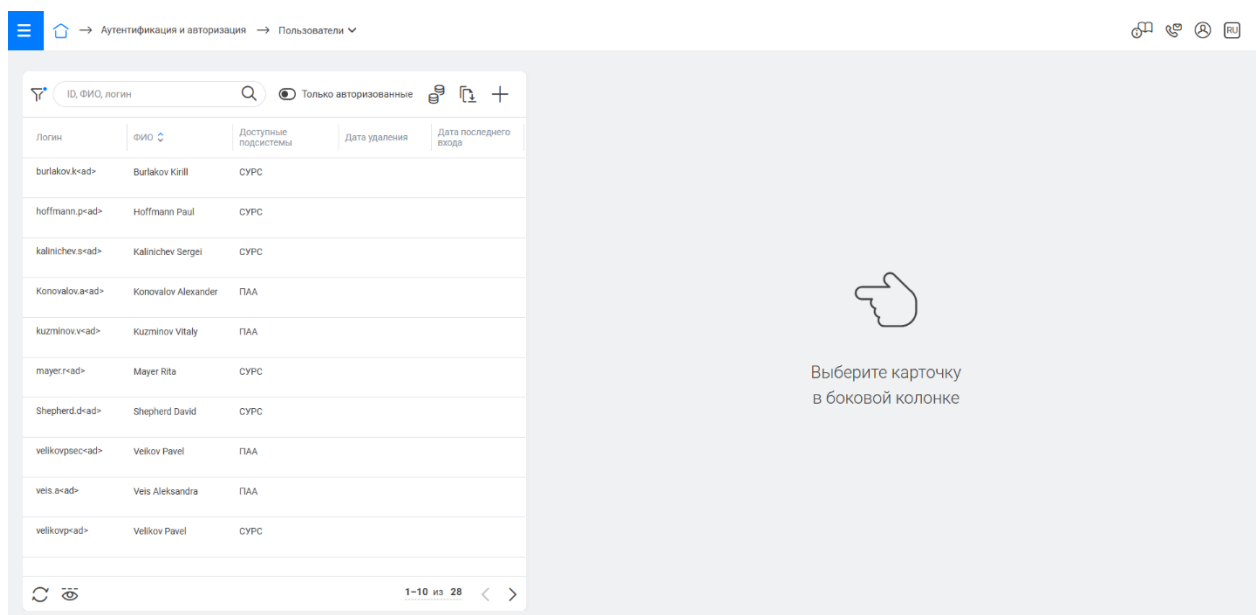 Аутентификация и авторизация Пользователи
RU
ID, ФИО, логин
Только авторизованные
Логин ФИО Доступные подсистемы Дата удаления Дата последнего входа
burlakov.k<ad> Burlakov Kirill СУРС
hoffmann.p<ad> Hoffmann Paul СУРС
kalinichev.s<ad> Kalinichev Sergei СУРС
Konovalov.a<ad> Konovalov Alexander ПАА
kuzminov.v<ad> Kuzminov Vitaly ПАА
mayer.r<ad> Mayer Rita СУРС
Shepherd.d<ad> Shepherd David СУРС
velikovpsec<ad> Veikov Pavel ПАА
veis.a<ad> Veis Aleksandra ПАА
velikovp<ad> Velikov Pavel СУРС
1–10 из 28
Выберите карточку
в боковой колонке